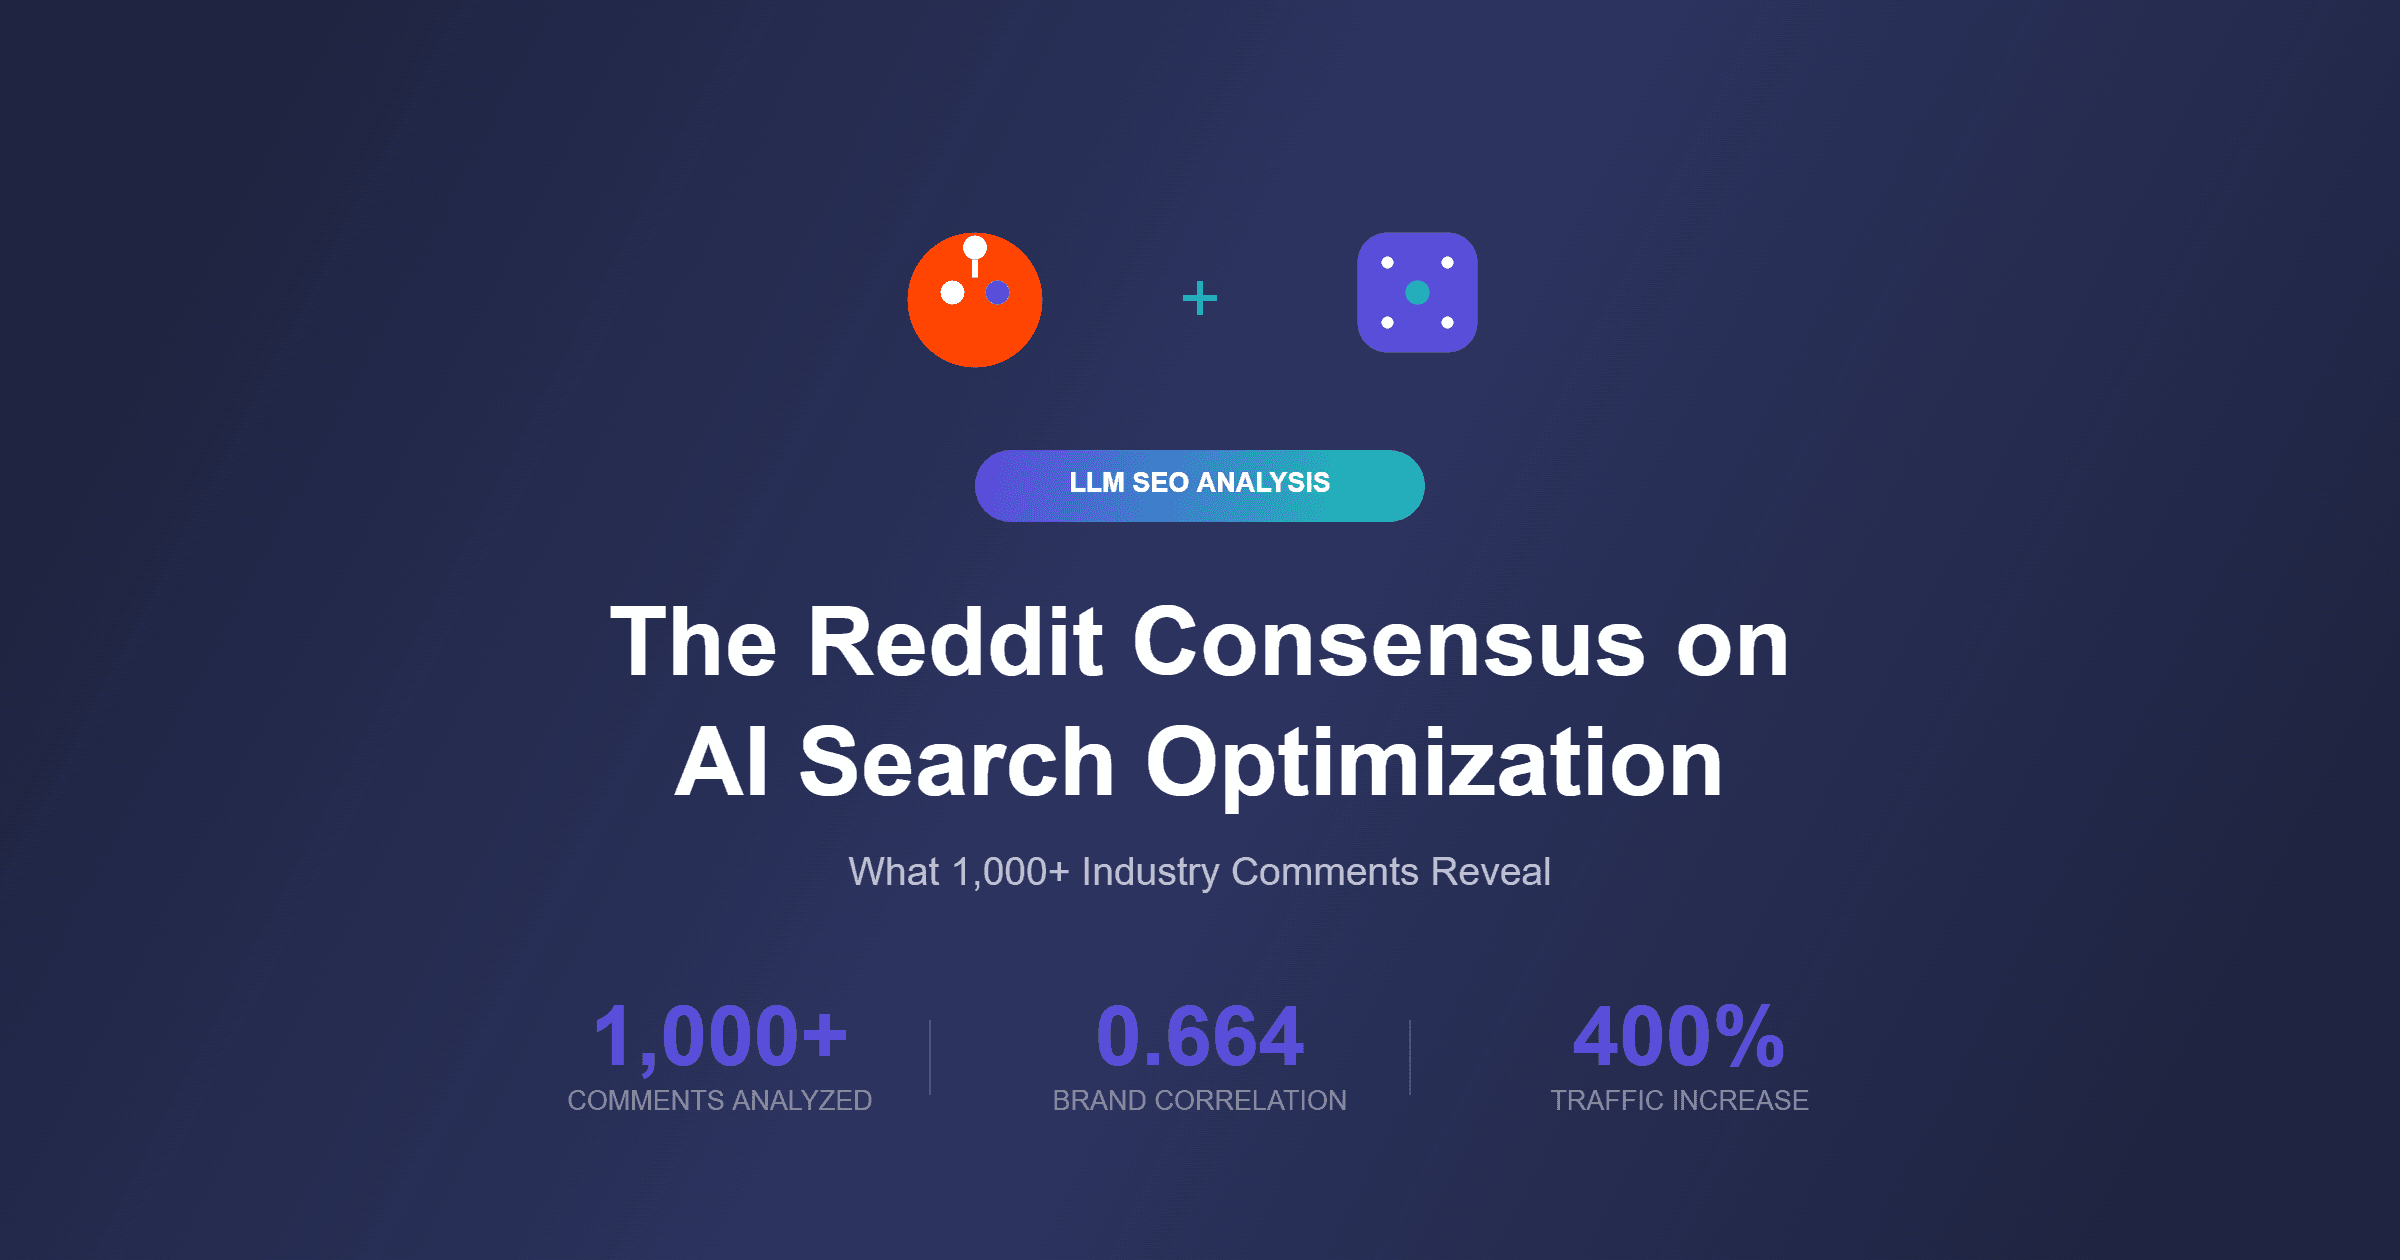 LLM SEO ANALYSIS
The Reddit Consensus on
AI Search Optimization
What 1,000+ Industry Comments Reveal
1,000+
COMMENTS ANALYZED
0.664
BRAND CORRELATION
400%
TRAFFIC INCREASE